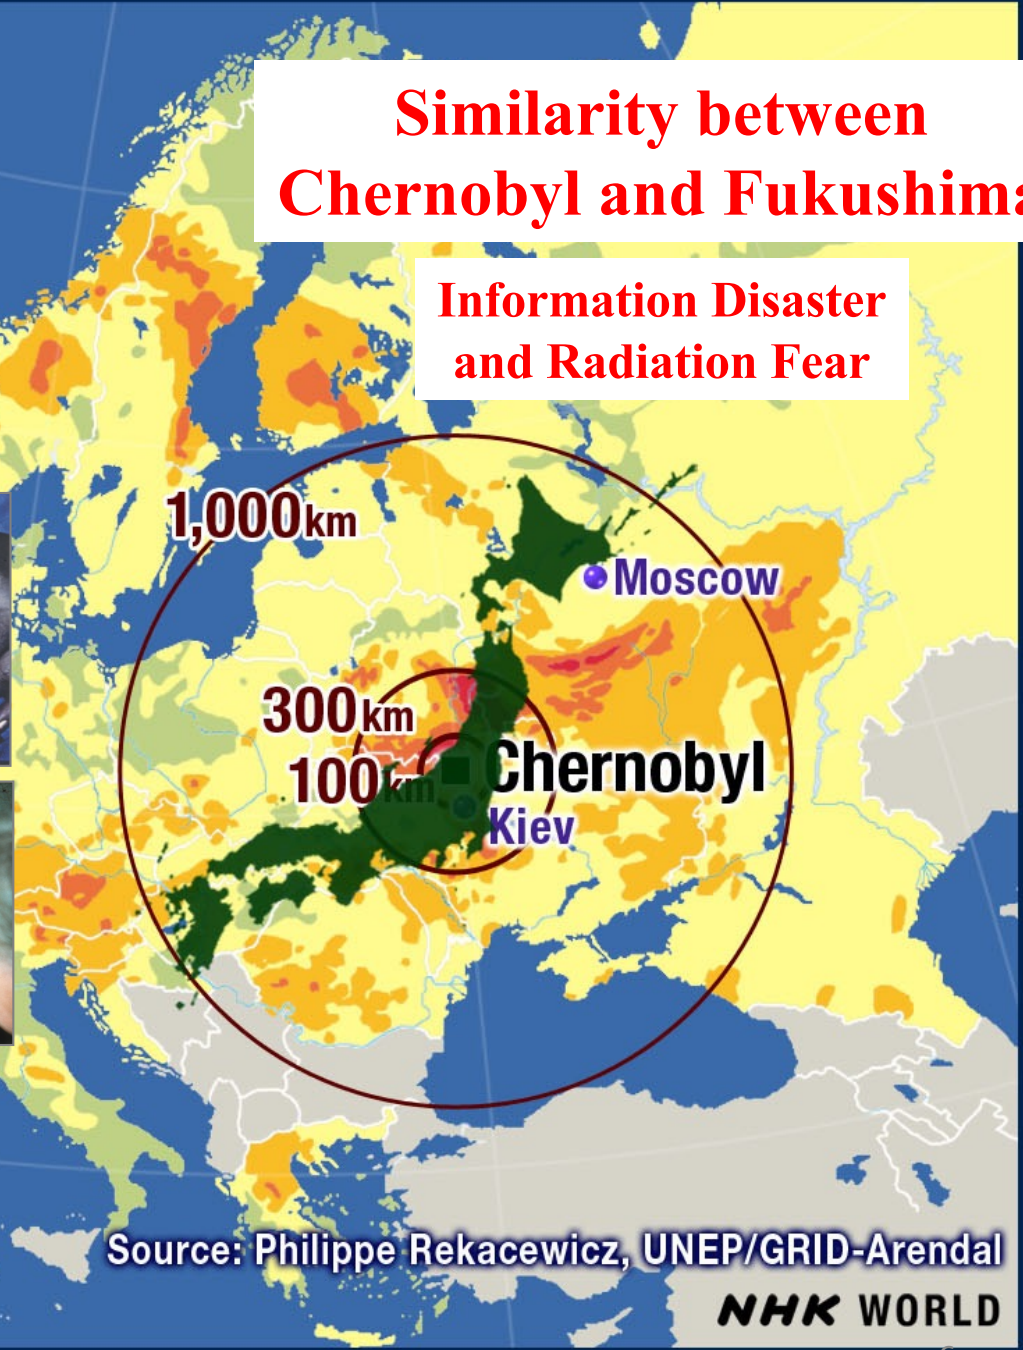 Similarity between
Chernobyl and Fukushima
Information Disaster
and Radiation Fear
1,000km
Moscow
300km
100km
Chernobyl
Kiev
Source: Philippe Rekacewicz, UNEP/GRID-Arendal
NHK WORLD